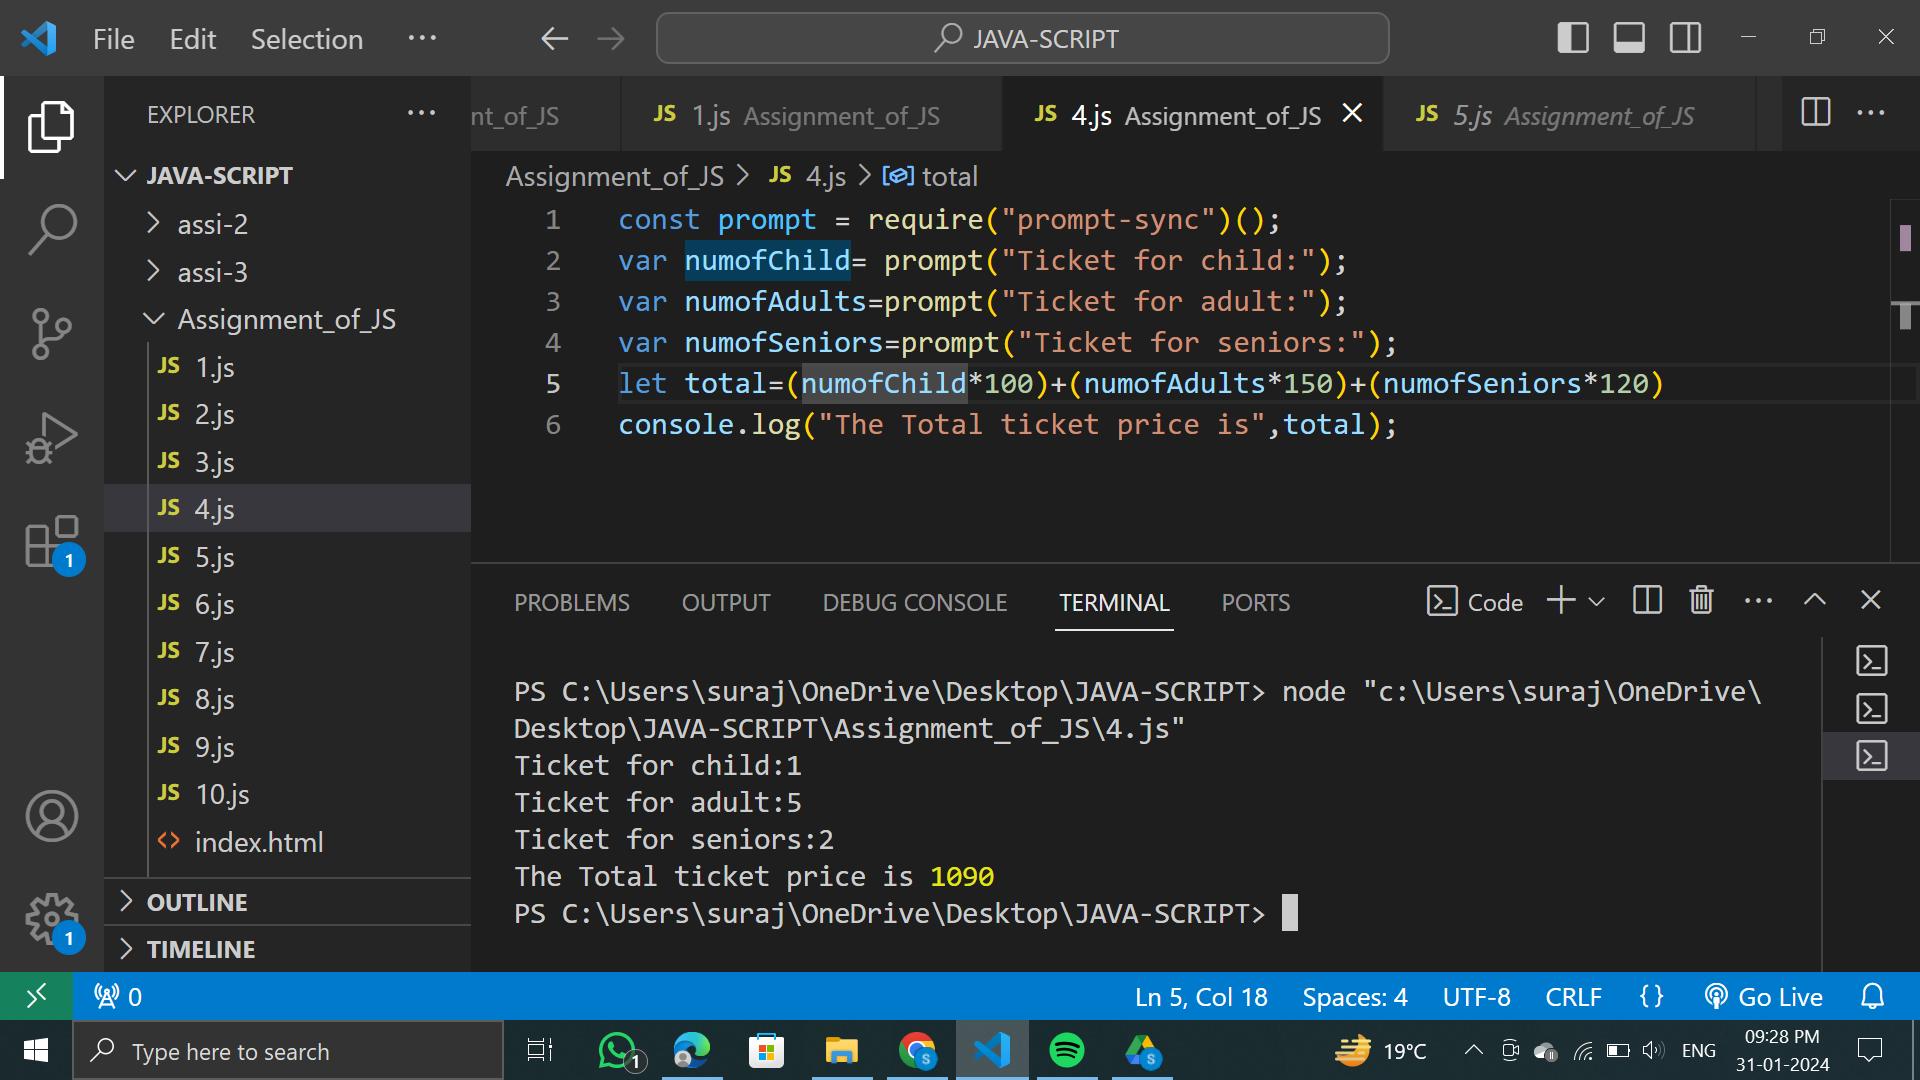 File Edit Selection ···
JAVA-SCRIPT
EXPLORER ···
nt_of_JS
JS 1.js Assignment_of_JS
JS 4.js Assignment_of_JS
JS 5.js Assignment_of_JS
JAVA-SCRIPT
assi-2
assi-3
Assignment_of_JS
JS 1.js
JS 2.js
JS 3.js
JS 4.js
JS 5.js
JS 6.js
JS 7.js
JS 8.js
JS 9.js
JS 10.js
<> index.html
OUTLINE
TIMELINE
1
1
Assignment_of_JS > JS 4.js > total
1 const prompt = require("prompt-sync")();
2 var numofChild= prompt("Ticket for child:");
3 var numofAdults=prompt("Ticket for adult:");
4 var numofSeniors=prompt("Ticket for seniors:");
5 let total=(numofChild*100)+(numofAdults*150)+(numofSeniors*120)
6 console.log("The Total ticket price is",total);
PROBLEMS OUTPUT DEBUG CONSOLE TERMINAL PORTS
Code
PS C:\Users\suraj\OneDrive\Desktop\JAVA-SCRIPT> node "c:\Users\suraj\OneDrive\
Desktop\JAVA-SCRIPT\Assignment_of_JS\4.js"
Ticket for child:1
Ticket for adult:5
Ticket for seniors:2
The Total ticket price is 1090
PS C:\Users\suraj\OneDrive\Desktop\JAVA-SCRIPT>
0
Ln 5, Col 18 Spaces: 4 UTF-8 CRLF {} Go Live
Type here to search
1
S
S
19°C
ENG
09:28 PM
31-01-2024